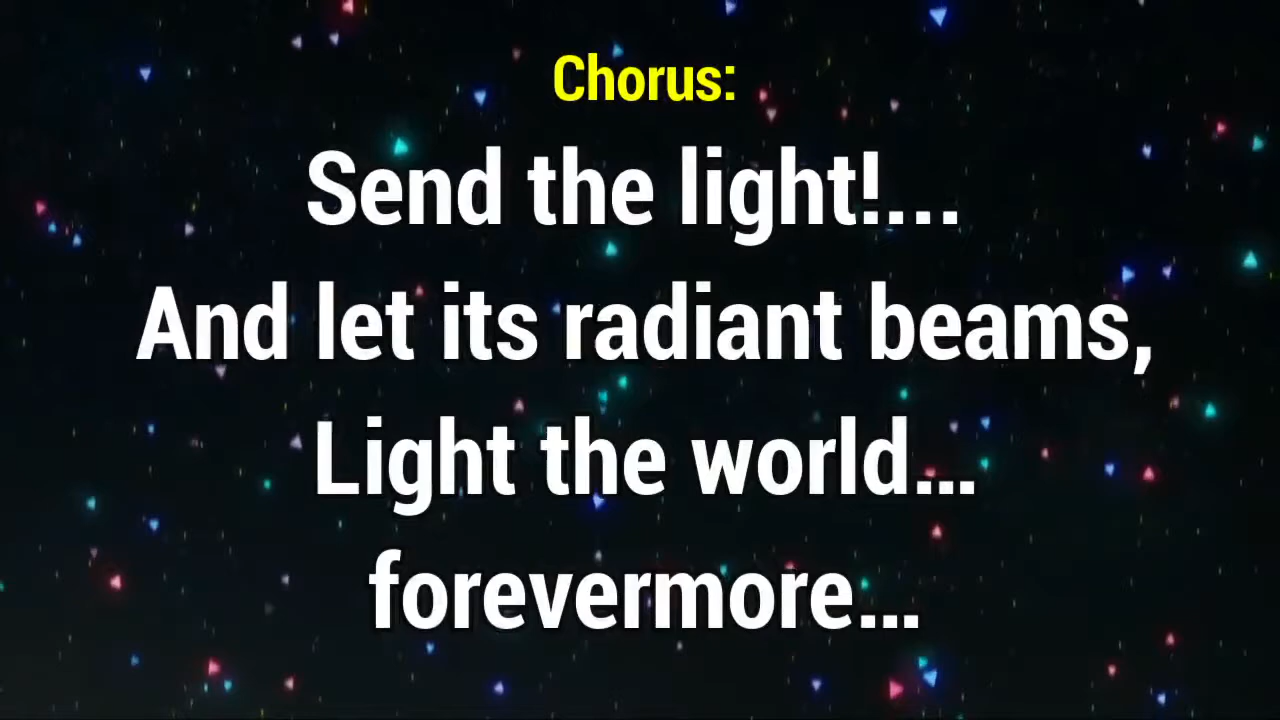 Chorus:
Send the light!...
And let its radiant beams,
Light the world...
forevermore...